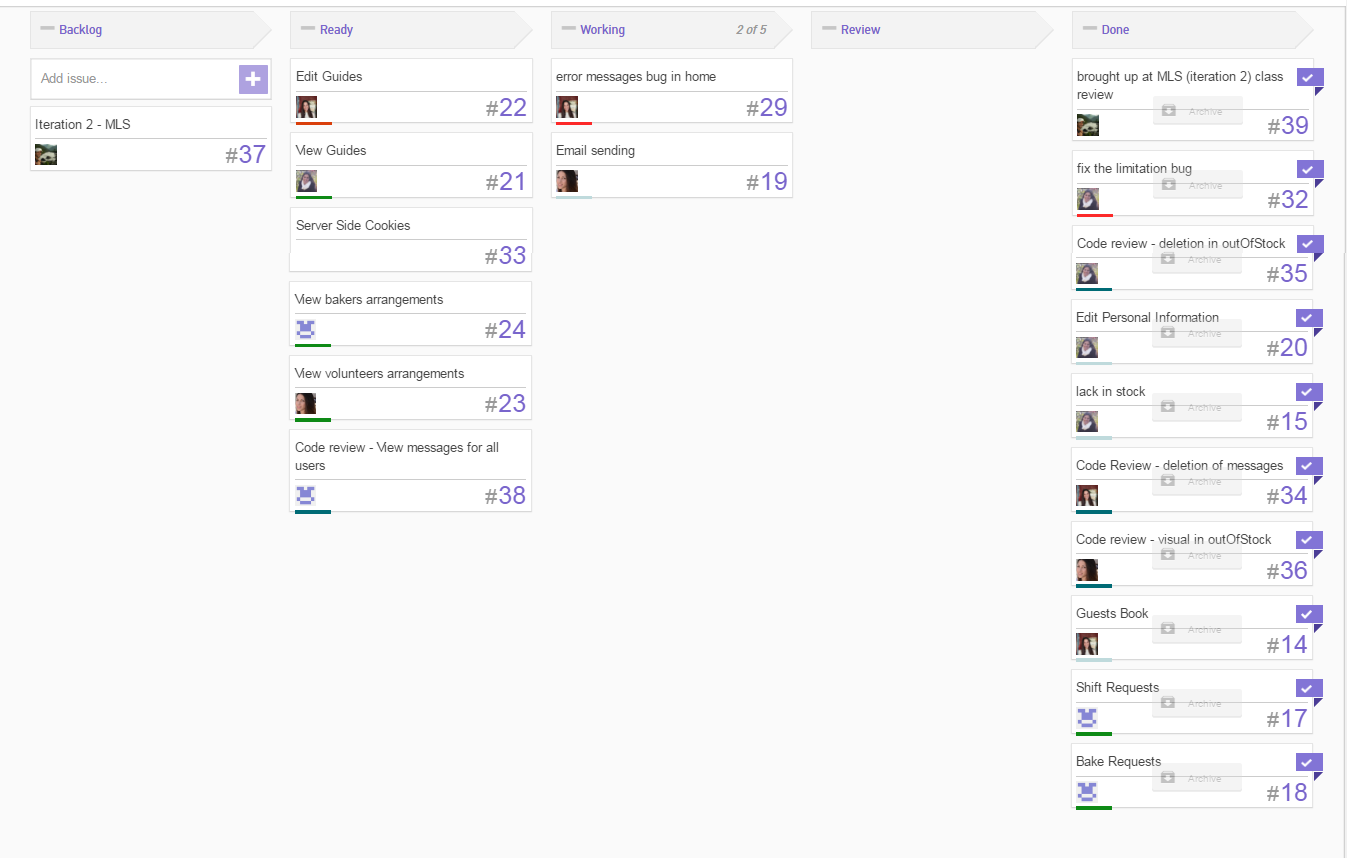 Backlog
Add issue...
Iteration 2 - MLS
#37
Ready
Edit Guides
#22
View Guides
#21
Server Side Cookies
#33
View bakers arrangements
#24
View volunteers arrangements
#23
Code review - View messages for all
users
#38
Working 2 of 5
error messages bug in home
#29
Email sending
#19
Review
Done
brought up at MLS (iteration 2) class
review
Archive
#39
fix the limitation bug
Archive
#32
Code review - deletion in outOfStock
Archive
#35
Edit Personal Information
Archive
#20
lack in stock
Archive
#15
Code Review - deletion of messages
Archive
#34
Code review - visual in outOfStock
Archive
#36
Guests Book
Archive
#14
Shift Requests
Archive
#17
Bake Requests
Archive
#18